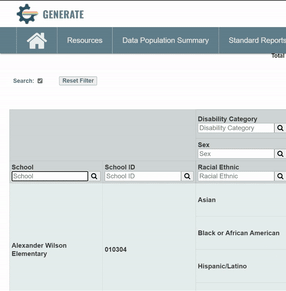 GENERATE
Resources Data Population Summary Standard Reports
Total
Search: Reset Filter
Disability Category
Disability Category
Sex
Sex
School School ID Racial Ethnic
School School ID Racial Ethnic
Asian
Black or African American
Alexander Wilson
Elementary
010304
Hispanic/Latino